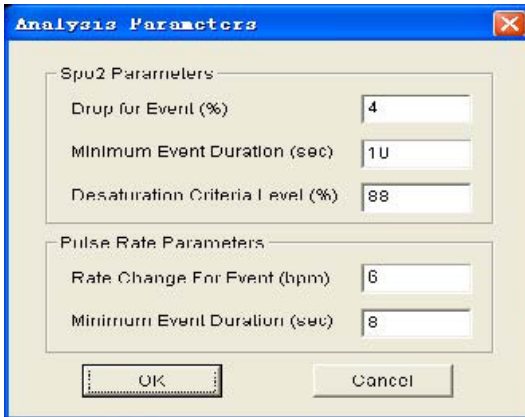 Analysis Parameters
Spo2 Parameters
Drop for Event (%)
4
Minimum Event Duration (sec)
10
Desaturation Criteria Level (%)
88
Pulse Rate Parameters
Rate Change For Event (bpm)
6
Minimum Event Duration (sec)
8
OK
Cancel